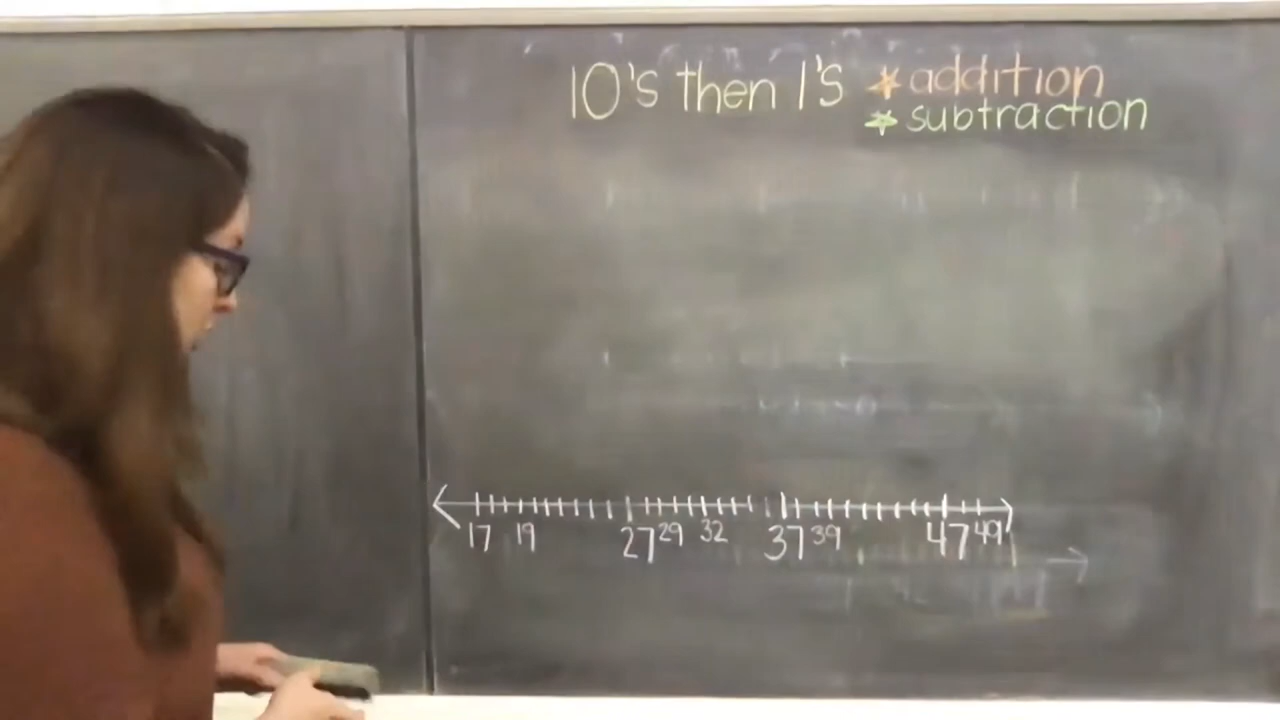 10's then 1's * addition
* subtraction
17 19 27 29 32 37 39 47 49